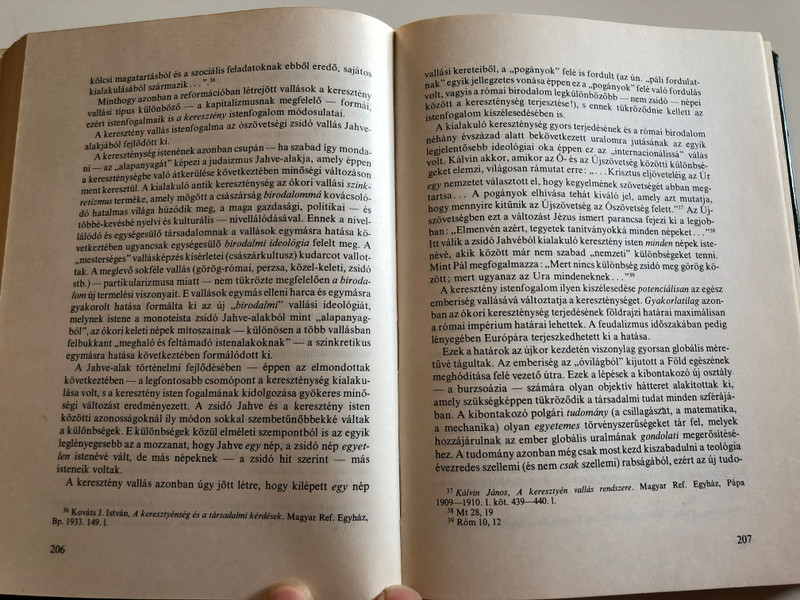 kölcsi magatartásból és a szociális feladatoknak ebből eredő, sajátos
kialakulásából származik . . .”.36
Minthogy azonban a reformációban létrejött vallások a keresztény
vallási típus különböző — a kapitalizmusnak megfelelő — formái,
ezért istenfogalmaik is a keresztény istenfogalom módosulatai.
A keresztény vallás istenfogalma az ószövetségi zsidó vallás Jahve-
alakjából fejlődött ki.
A kereszténység istenének azonban csupán — ha szabad így monda-
ni — az „alapanyagát” képezi a judaizmus Jahve-alakja, amely éppen
a kereszténységbe való átkerülése következtében minőségi változáson
ment keresztül. A kialakuló antik kereszténység az ókori vallási szink-
retizmus terméke, amely mögött a császárság birodalommá kovácsoló-
dó hatalmas világa húzódik meg, a maga gazdasági, politikai — és
többé-kevésbé nyelvi és kulturális — nivellálódásával. Ennek a nivel-
lálódó és egységesülő társadalomnak a vallások egymásra hatása kö-
vetkeztében ugyancsak egységesülő birodalmi ideológia felelt meg. A
„mesterséges” vallásképzés kísérletei (császárkultusz) kudarcot vallot-
tak. A meglevő sokféle vallás (görög-római, perzsa, közel-keleti, zsidó
stb.) — partikularizmusa miatt — nem tükrözte megfelelően a biroda-
lom új termelési viszonyait. E vallások egymás elleni harca és egymásra
gyakorolt hatása formálta ki az új „birodalmi” vallási ideológiát,
melynek istene a monoteista zsidó Jahve-alakból mint „alapanyag-
ból”, az ókori keleti népek mítoszainak — különösen a több vallásban
felbukkant „meghaló és feltámadó istenalakoknak” — a szinkretikus
egymásra hatása következtében formálódott ki.
A Jahve-alak történelmi fejlődésében — éppen az elmondottak
következtében — a legfontosabb csomópont a kereszténység kialaku-
lása volt, s a keresztény isten fogalmának kidolgozása gyökeres minő-
ségi változást eredményezett. A zsidó Jahve és a keresztény isten
közötti azonosságoknál ily módon sokkal szembetűnőbbekké váltak
a különbségek. E különbségek közül elméleti szempontból is az egyik
leglényegesebb az a mozzanat, hogy Jahve egy nép, a zsidó nép egyet-
len istenévé vált, de más népeknek — a zsidó hit szerint — más
isteneik voltak.
A keresztény vallás azonban úgy jött létre, hogy kilépett egy nép
36 Kováts J. István, A keresztyénség és a társadalmi kérdések. Magyar Ref. Egyház,
Bp. 1933. 149. l.
206
vallási kereteiből, a „pogányok” felé is fordult (az ún. „páli fordulat-
nak” egyik jellegzetes vonása éppen ez a „pogányok” felé való fordulás
volt, vagyis a római birodalom legkülönbözőbb — nem zsidó — népei
között a kereszténység terjesztése!), s ennek tükröződnie kellett az
istenfogalom kiszélesedésében is.
A kialakuló kereszténység gyors terjedésének és a római birodalom
néhány évszázad alatt bekövetkezett uralomra jutásának az egyik
legjelentősebb ideológiai oka éppen ez az „internacionálissá” válás
volt. Kálvin akkor, amikor az Ó- és az Újszövetség közötti különbsé-
geket elemzi, világosan rámutat erre: „. . . Krisztus eljöveteléig az Úr
egy nemzetet választott el, hogy kegyelmének szövetségét abban meg-
tartsa. . . A pogányok elhívása tehát kiváló jel, amely azt mutatja,
hogy mennyire kitűnik az Újszövetség az Ószövetség felett.”37 Az Új-
szövetségben ezt a változást Jézus ismert parancsa fejezi ki a legjob-
ban: „Elmenvén azért, tegyetek tanítványokká minden népeket. . .”38
Itt válik a zsidó Jahvéból kialakuló keresztény isten minden népek iste-
névé, akik között már nem szabad „nemzeti” különbségeket tenni.
Mint Pál megfogalmazza: „Mert nincs különbség zsidó meg görög kö-
zött; mert ugyanaz az Ura mindeneknek. . .”39
A keresztény istenfogalom ilyen kiszélesedése potenciálisan az egész
emberiség vallásává változtatja a kereszténységet. Gyakorlatilag azon-
ban az ókori kereszténység terjedésének földrajzi határai maximálisan
a római impérium határai lehettek. A feudalizmus időszakában pedig
lényegében Európára terjeszkedhetett ki a hatása.
Ezek a határok az újkor kezdetén viszonylag gyorsan globális mére-
tűvé tágultak. Az emberiség az „óvilágból” kijutott a Föld egészének
meghódítása felé vezető útra. Ezek a lépések a kibontakozó új osztály
— a burzsoázia — számára olyan objektív hátteret alakítottak ki,
amely szükségképpen tükröződik a társadalmi tudat minden szférájá-
ban. A kibontakozó polgári tudomány (a csillagászat, a matematika,
a mechanika) olyan egyetemes törvényszerűségeket tár fel, melyek
hozzájárulnak az ember globális uralmának gondolati megerősítésé-
hez. A tudomány azonban még csak most kezd kiszabadulni a teológia
évezredes szellemi (és nem csak szellemi) rabságából, ezért az új tudo-
37 Kálvin János, A keresztyén vallás rendszere. Magyar Ref. Egyház, Pápa
1909—1910. I. köt. 439—440. l.
38 Mt 28, 19
39 Róm 10, 12
207